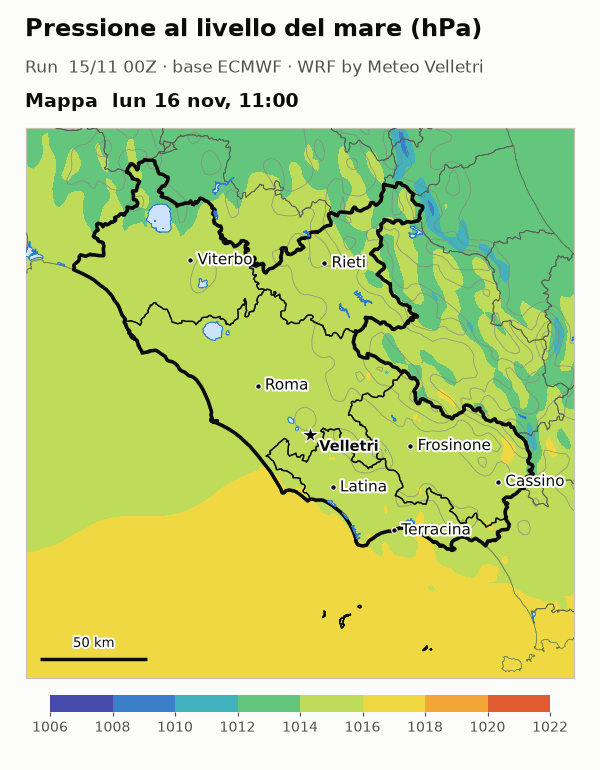 Pressione al livello del mare (hPa)
Run  15/11 00Z · base ECMWF · WRF by Meteo Velletri
Mappa  lun 16 nov, 11:00
Viterbo
Rieti
Roma
Velletri
Frosinone
Cassino
Latina
Terracina
50 km
1006 1008 1010 1012 1014 1016 1018 1020 1022